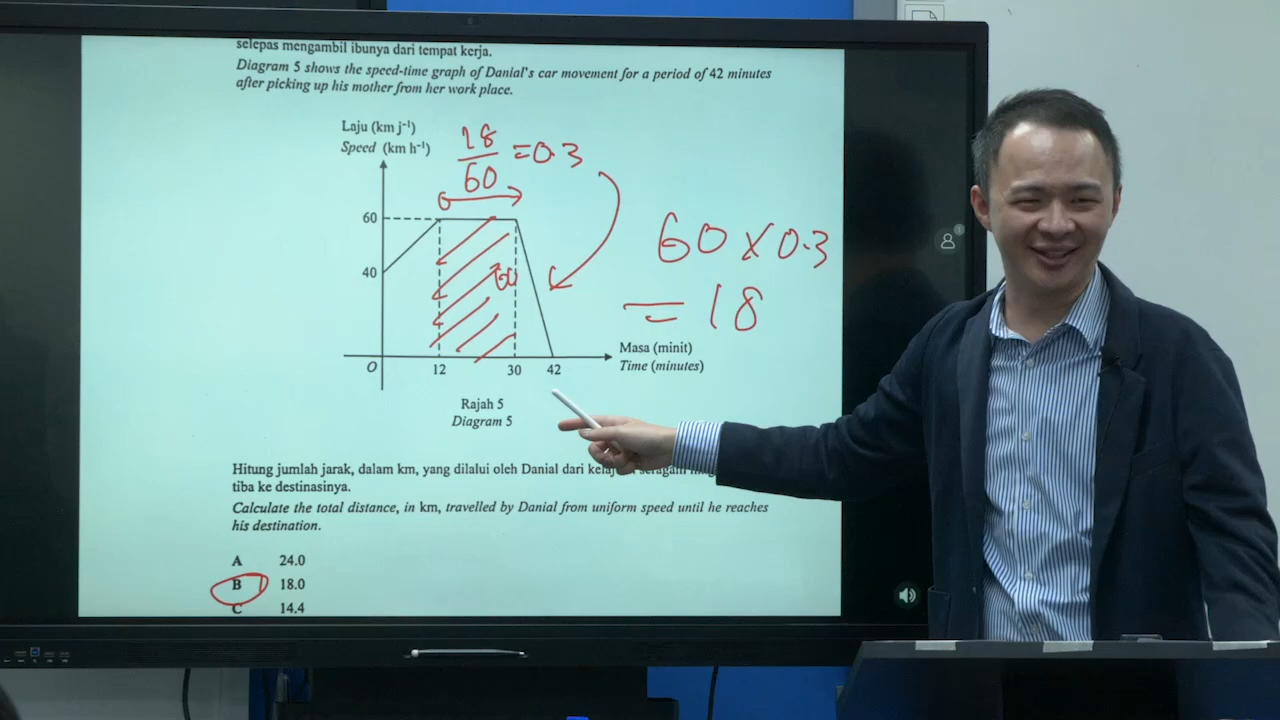 selepas mengambil ibunya dari tempat kerja.
Diagram 5 shows the speed-time graph of Danial's car movement for a period of 42 minutes
after picking up his mother from her work place.
Laju (km j⁻¹)
Speed (km h⁻¹)
18
60
=0.3
60
40
60
60 x 0.3
= 18
O
12
30
42
Masa (minit)
Time (minutes)
Rajah 5
Diagram 5
Hitung jumlah jarak, dalam km, yang dilalui oleh Danial dari
tiba ke destinasinya.
Calculate the total distance, in km, travelled by Danial from uniform speed until he reaches
his destination.
A 24.0
B 18.0
C 14.4